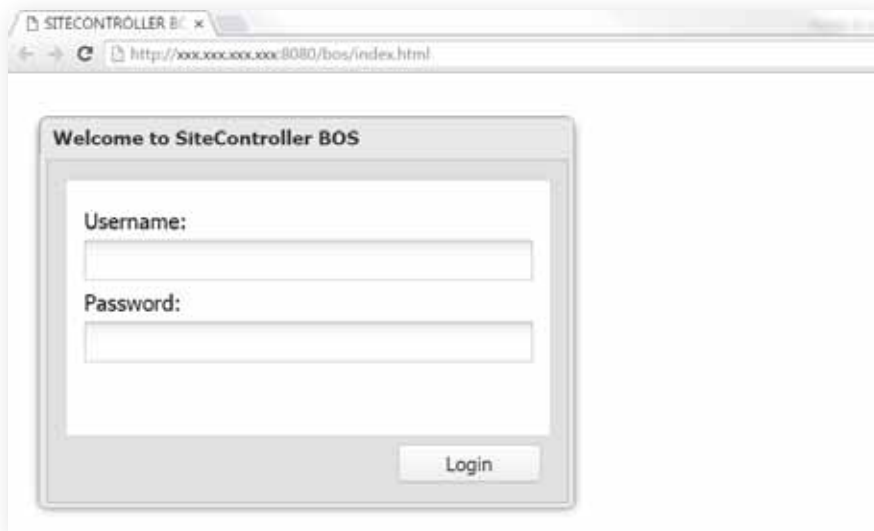 SITECONTROLLER BC
http://xxx.xxx.xxx.xxx:8080/bos/index.html
Welcome to SiteController BOS
Username:
Password:
Login